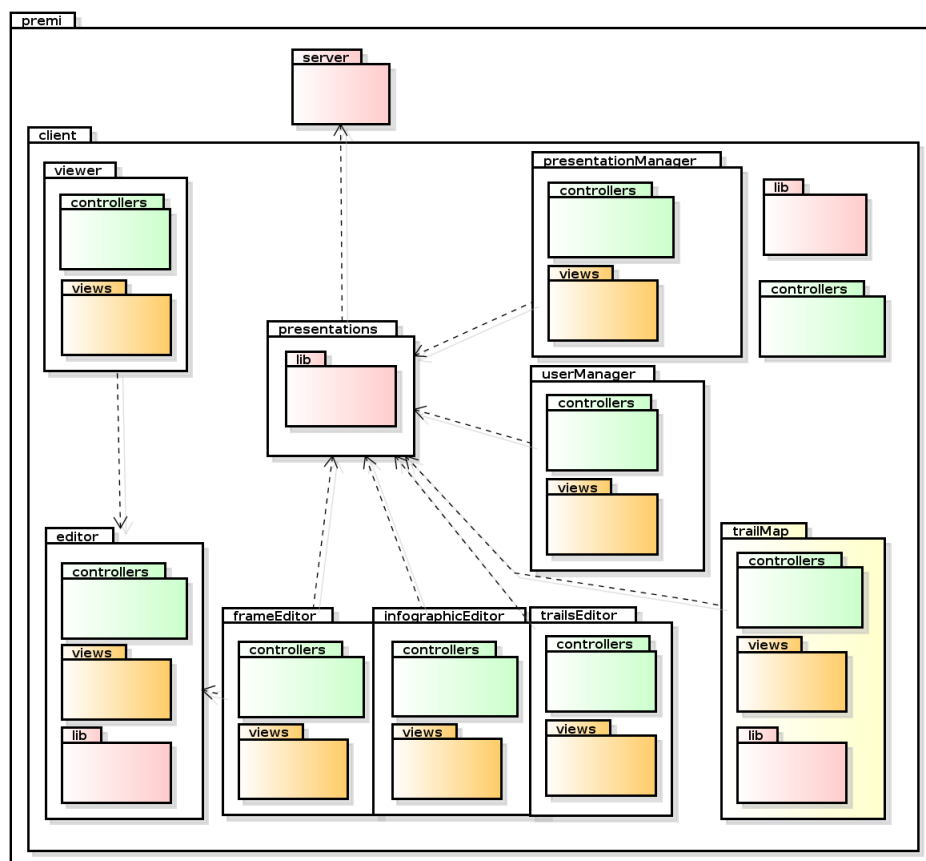 premi
server
client
viewer
controllers
views
presentationManager
controllers
views
lib
controllers
presentations
lib
userManager
controllers
views
editor
controllers
views
lib
frameEditor
controllers
views
infographicEditor
controllers
views
trailsEditor
controllers
views
trailMap
controllers
views
lib